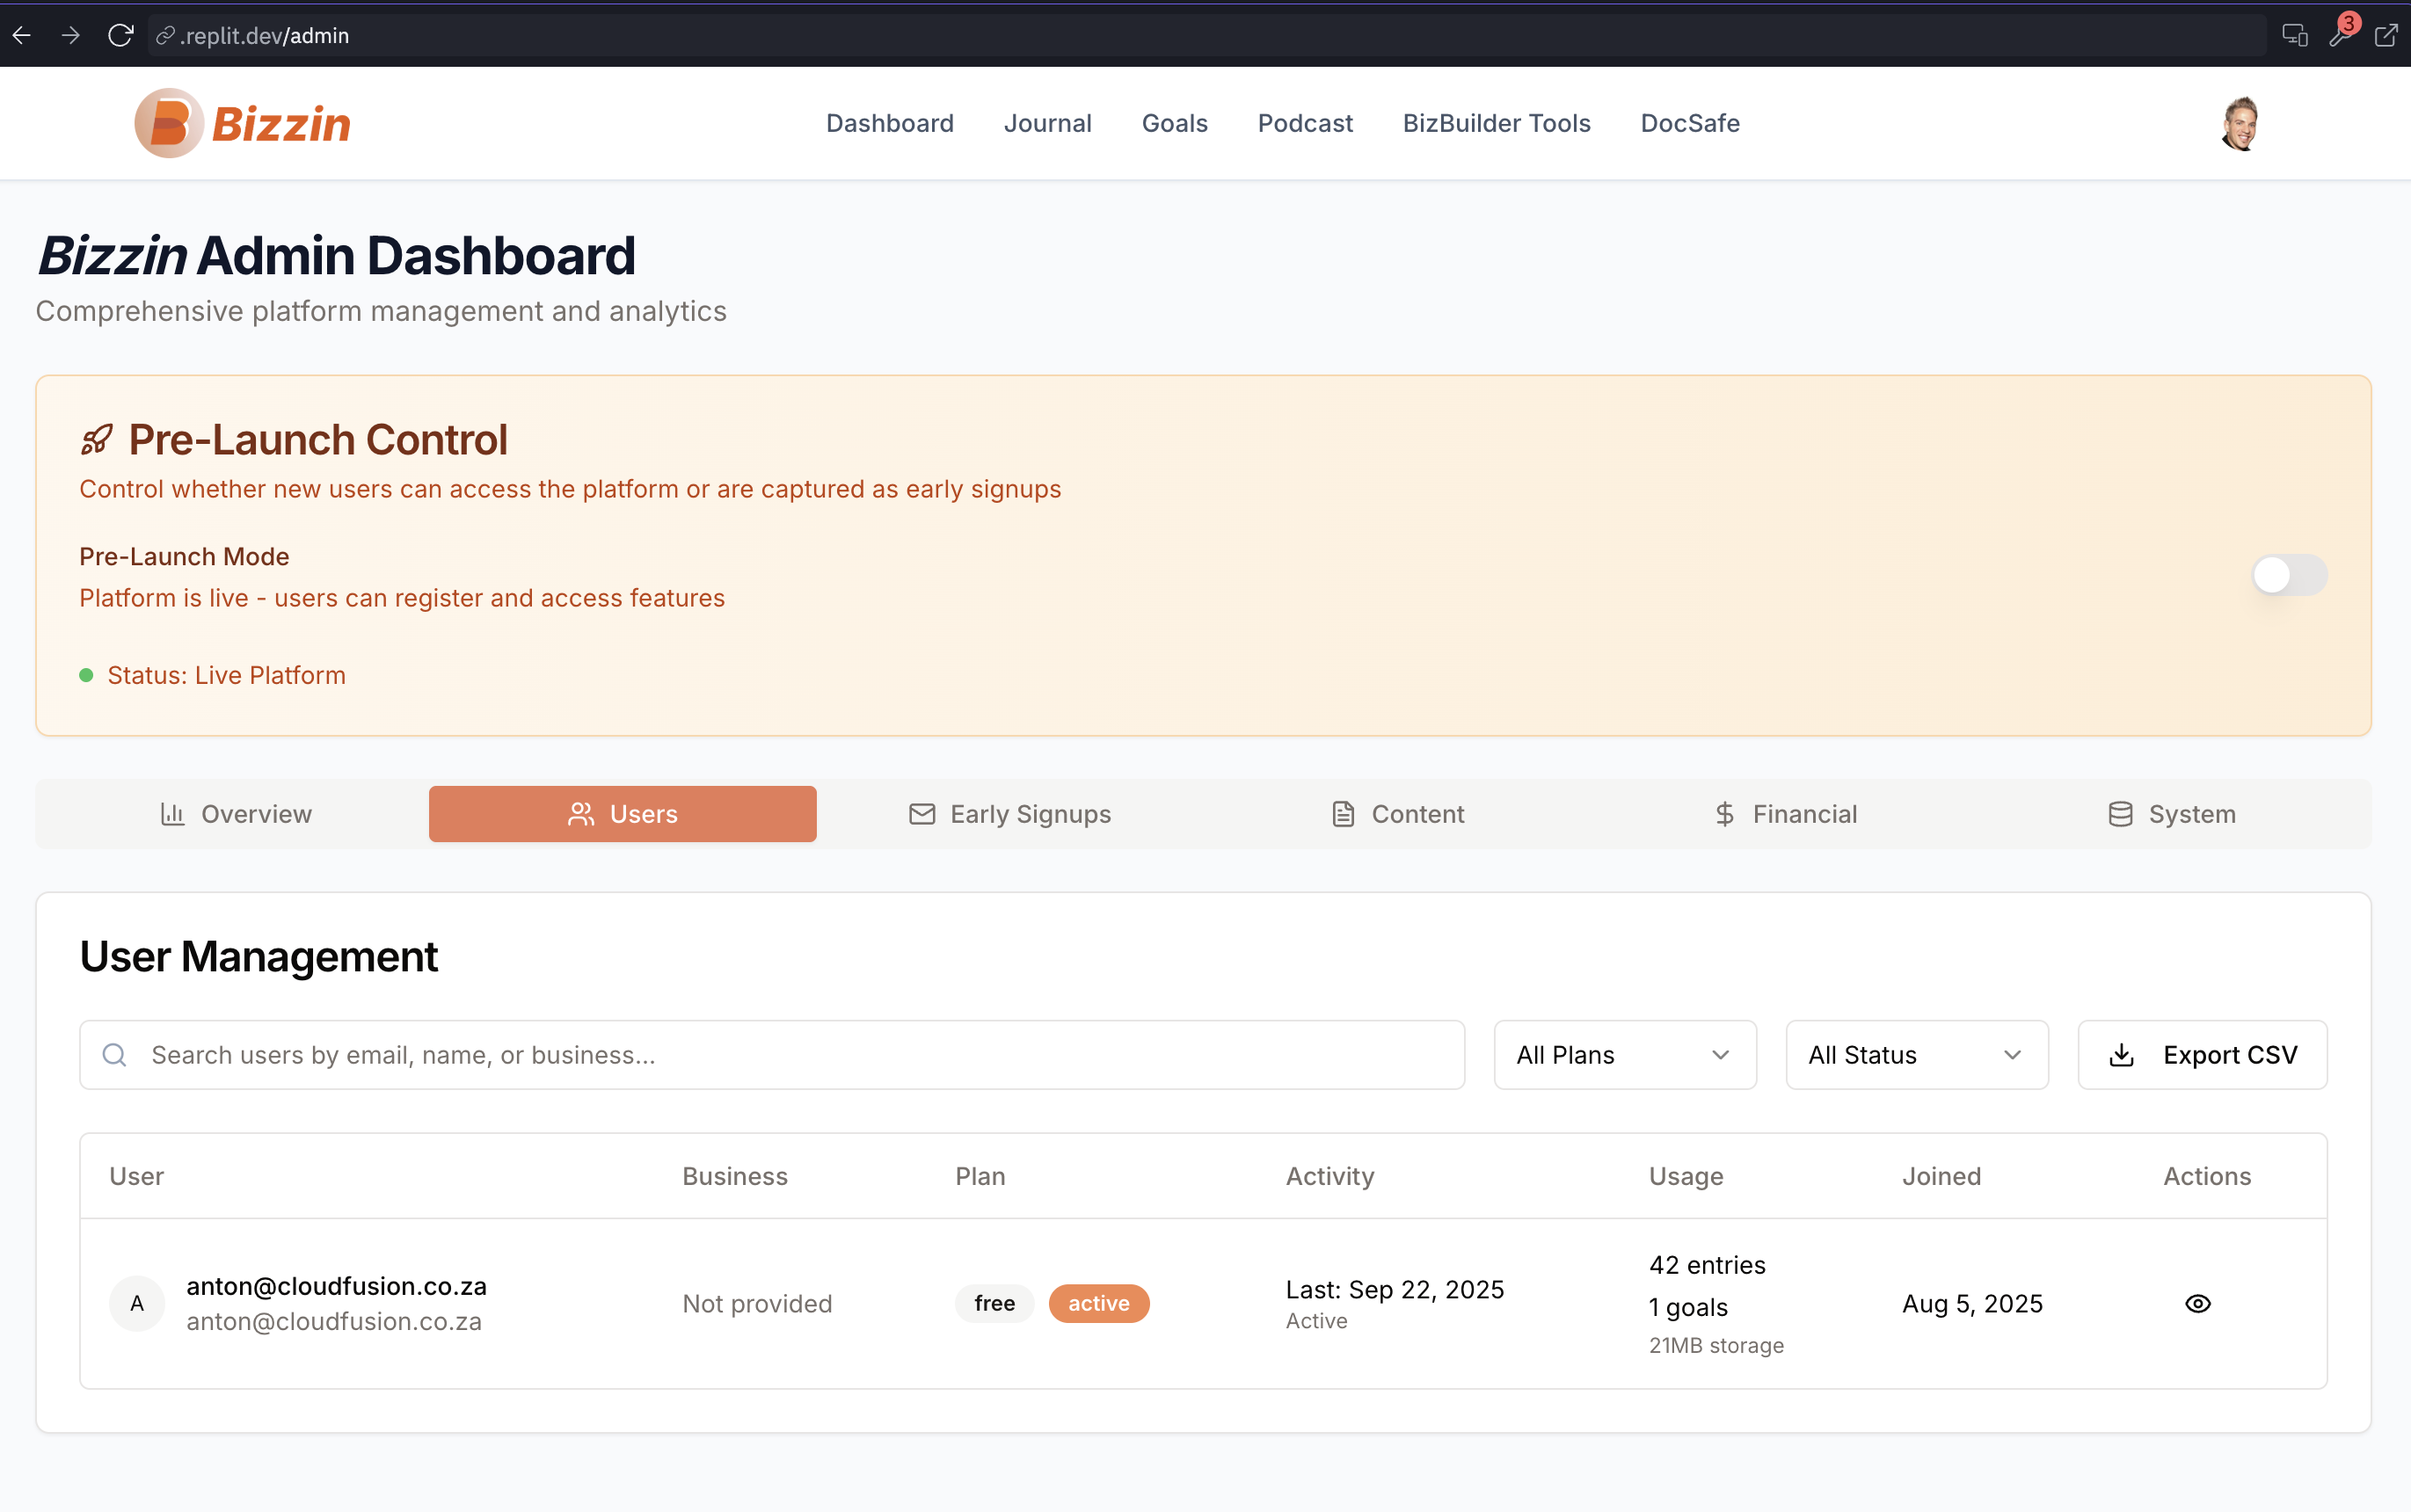 .replit.dev/admin
3
Bizzin
Dashboard Journal Goals Podcast BizBuilder Tools DocSafe
Bizzin Admin Dashboard
Comprehensive platform management and analytics
Pre-Launch Control
Control whether new users can access the platform or are captured as early signups
Pre-Launch Mode
Platform is live - users can register and access features
Status: Live Platform
Overview Users Early Signups Content Financial System
User Management
Search users by email, name, or business...
All Plans All Status Export CSV
User Business Plan Activity Usage Joined Actions
A
anton@cloudfusion.co.za
anton@cloudfusion.co.za
Not provided
free active
Last: Sep 22, 2025
Active
42 entries
1 goals
21MB storage
Aug 5, 2025